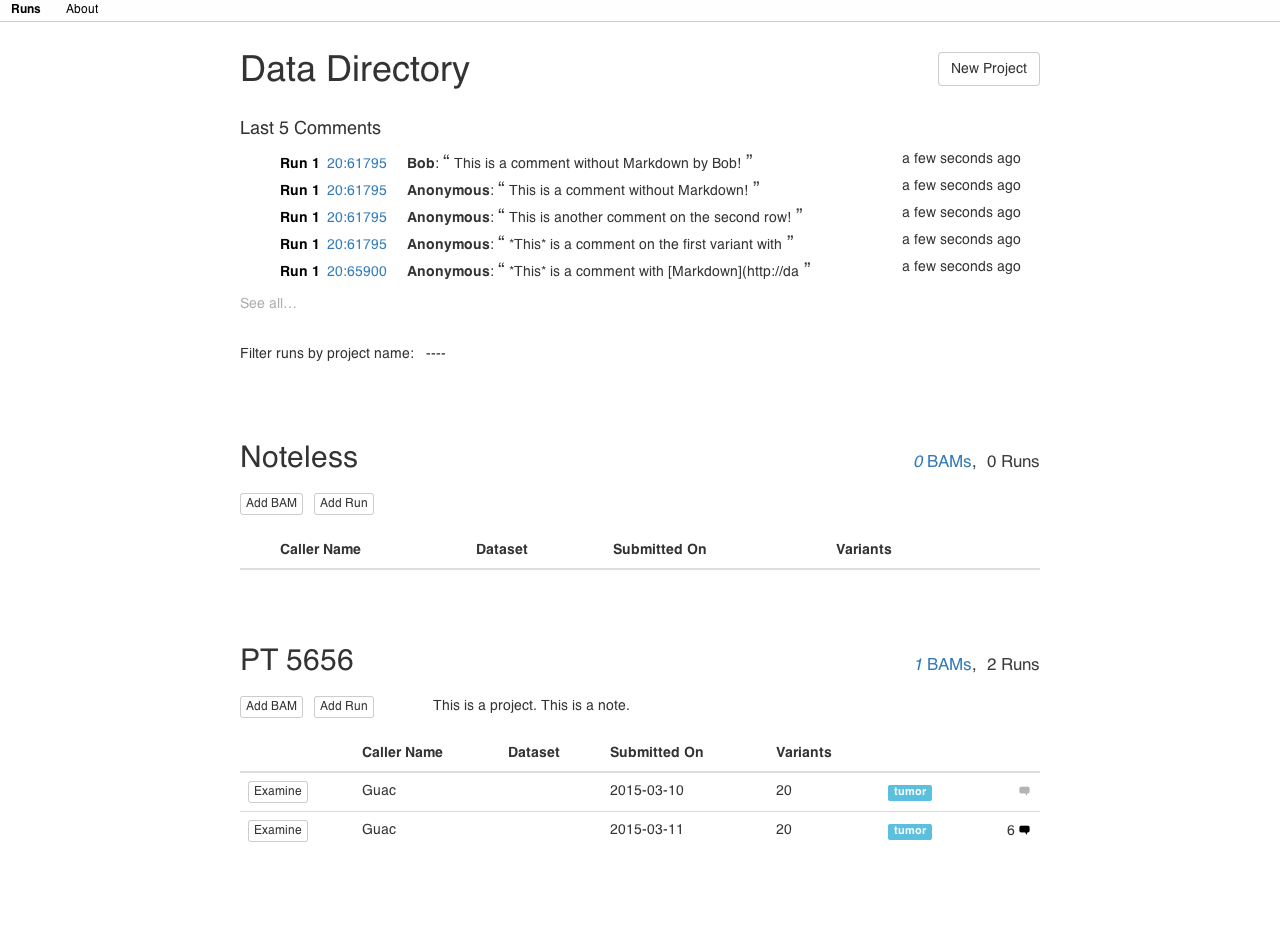 Runs About
Data Directory New Project
Last 5 Comments
Run 1 20:61795 Bob: “ This is a comment without Markdown by Bob! ” a few seconds ago
Run 1 20:61795 Anonymous: “ This is a comment without Markdown! ” a few seconds ago
Run 1 20:61795 Anonymous: “ This is another comment on the second row! ” a few seconds ago
Run 1 20:61795 Anonymous: “ *This* is a comment on the first variant with ” a few seconds ago
Run 1 20:65900 Anonymous: “ *This* is a comment with [Markdown](http://da ” a few seconds ago
See all…
Filter runs by project name: ----
Noteless 0 BAMs, 0 Runs
Add BAM Add Run
Caller Name Dataset Submitted On Variants
PT 5656 1 BAMs, 2 Runs
Add BAM Add Run This is a project. This is a note.
Caller Name Dataset Submitted On Variants
Examine Guac 2015-03-10 20 tumor
Examine Guac 2015-03-11 20 tumor 6